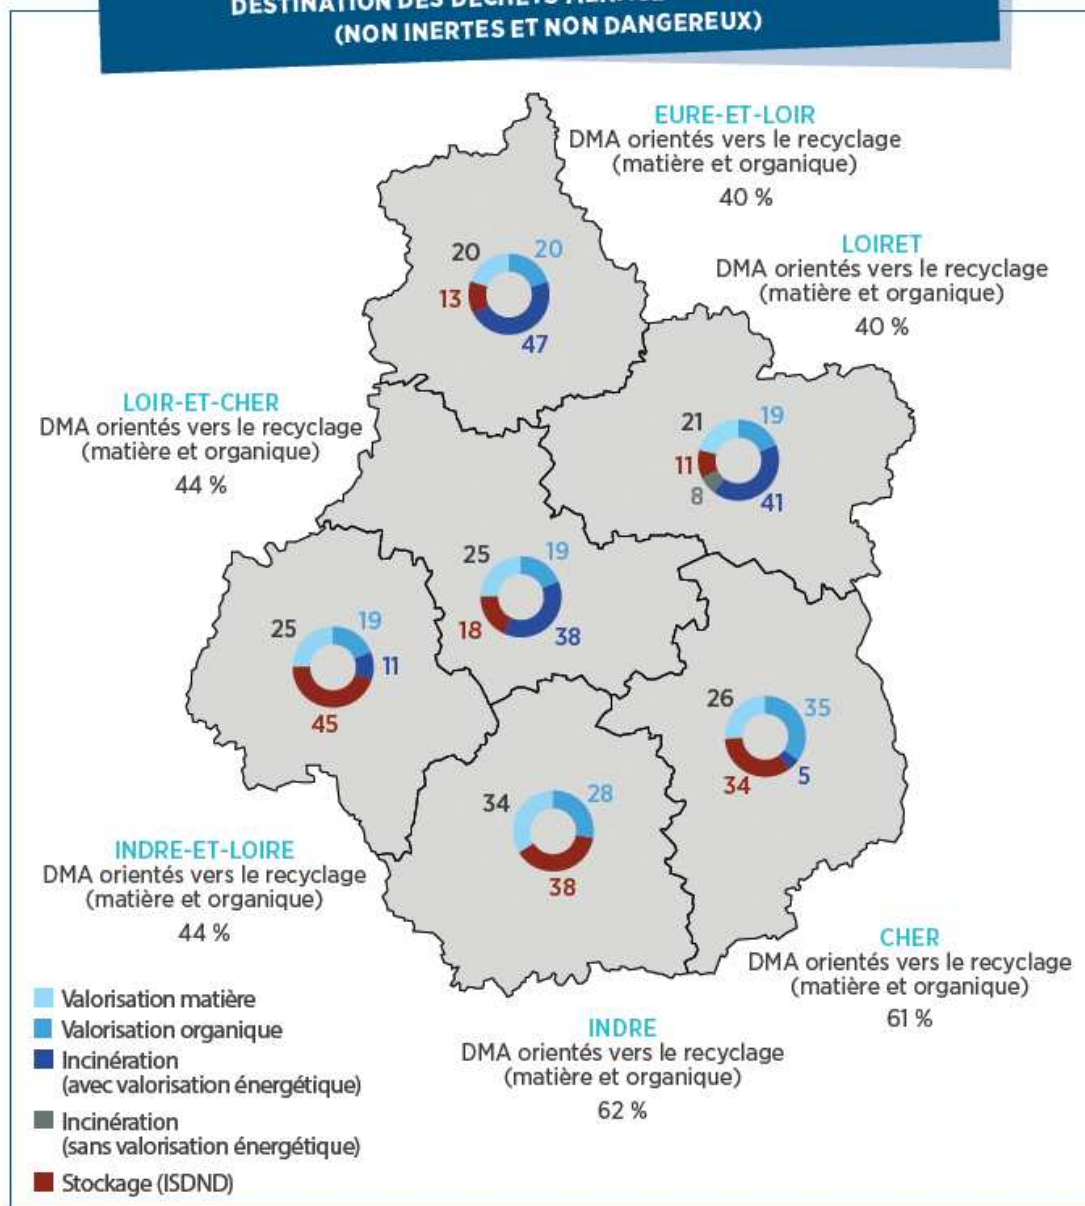 DESTINATION DES DÉCHETS
(NON INERTES ET NON DANGEREUX)
EURE-ET-LOIR
DMA orientés vers le recyclage
(matière et organique)
40 %
LOIRET
DMA orientés vers le recyclage
(matière et organique)
40 %
20
20
13
47
LOIR-ET-CHER
DMA orientés vers le recyclage
(matière et organique)
44 %
21
19
11
8
41
25
19
18
38
25
19
11
45
26
35
34
5
34
28
38
INDRE-ET-LOIRE
DMA orientés vers le recyclage
(matière et organique)
44 %
CHER
DMA orientés vers le recyclage
(matière et organique)
61 %
INDRE
DMA orientés vers le recyclage
(matière et organique)
62 %
Valorisation matière
Valorisation organique
Incinération
(avec valorisation énergétique)
Incinération
(sans valorisation énergétique)
Stockage (ISDND)